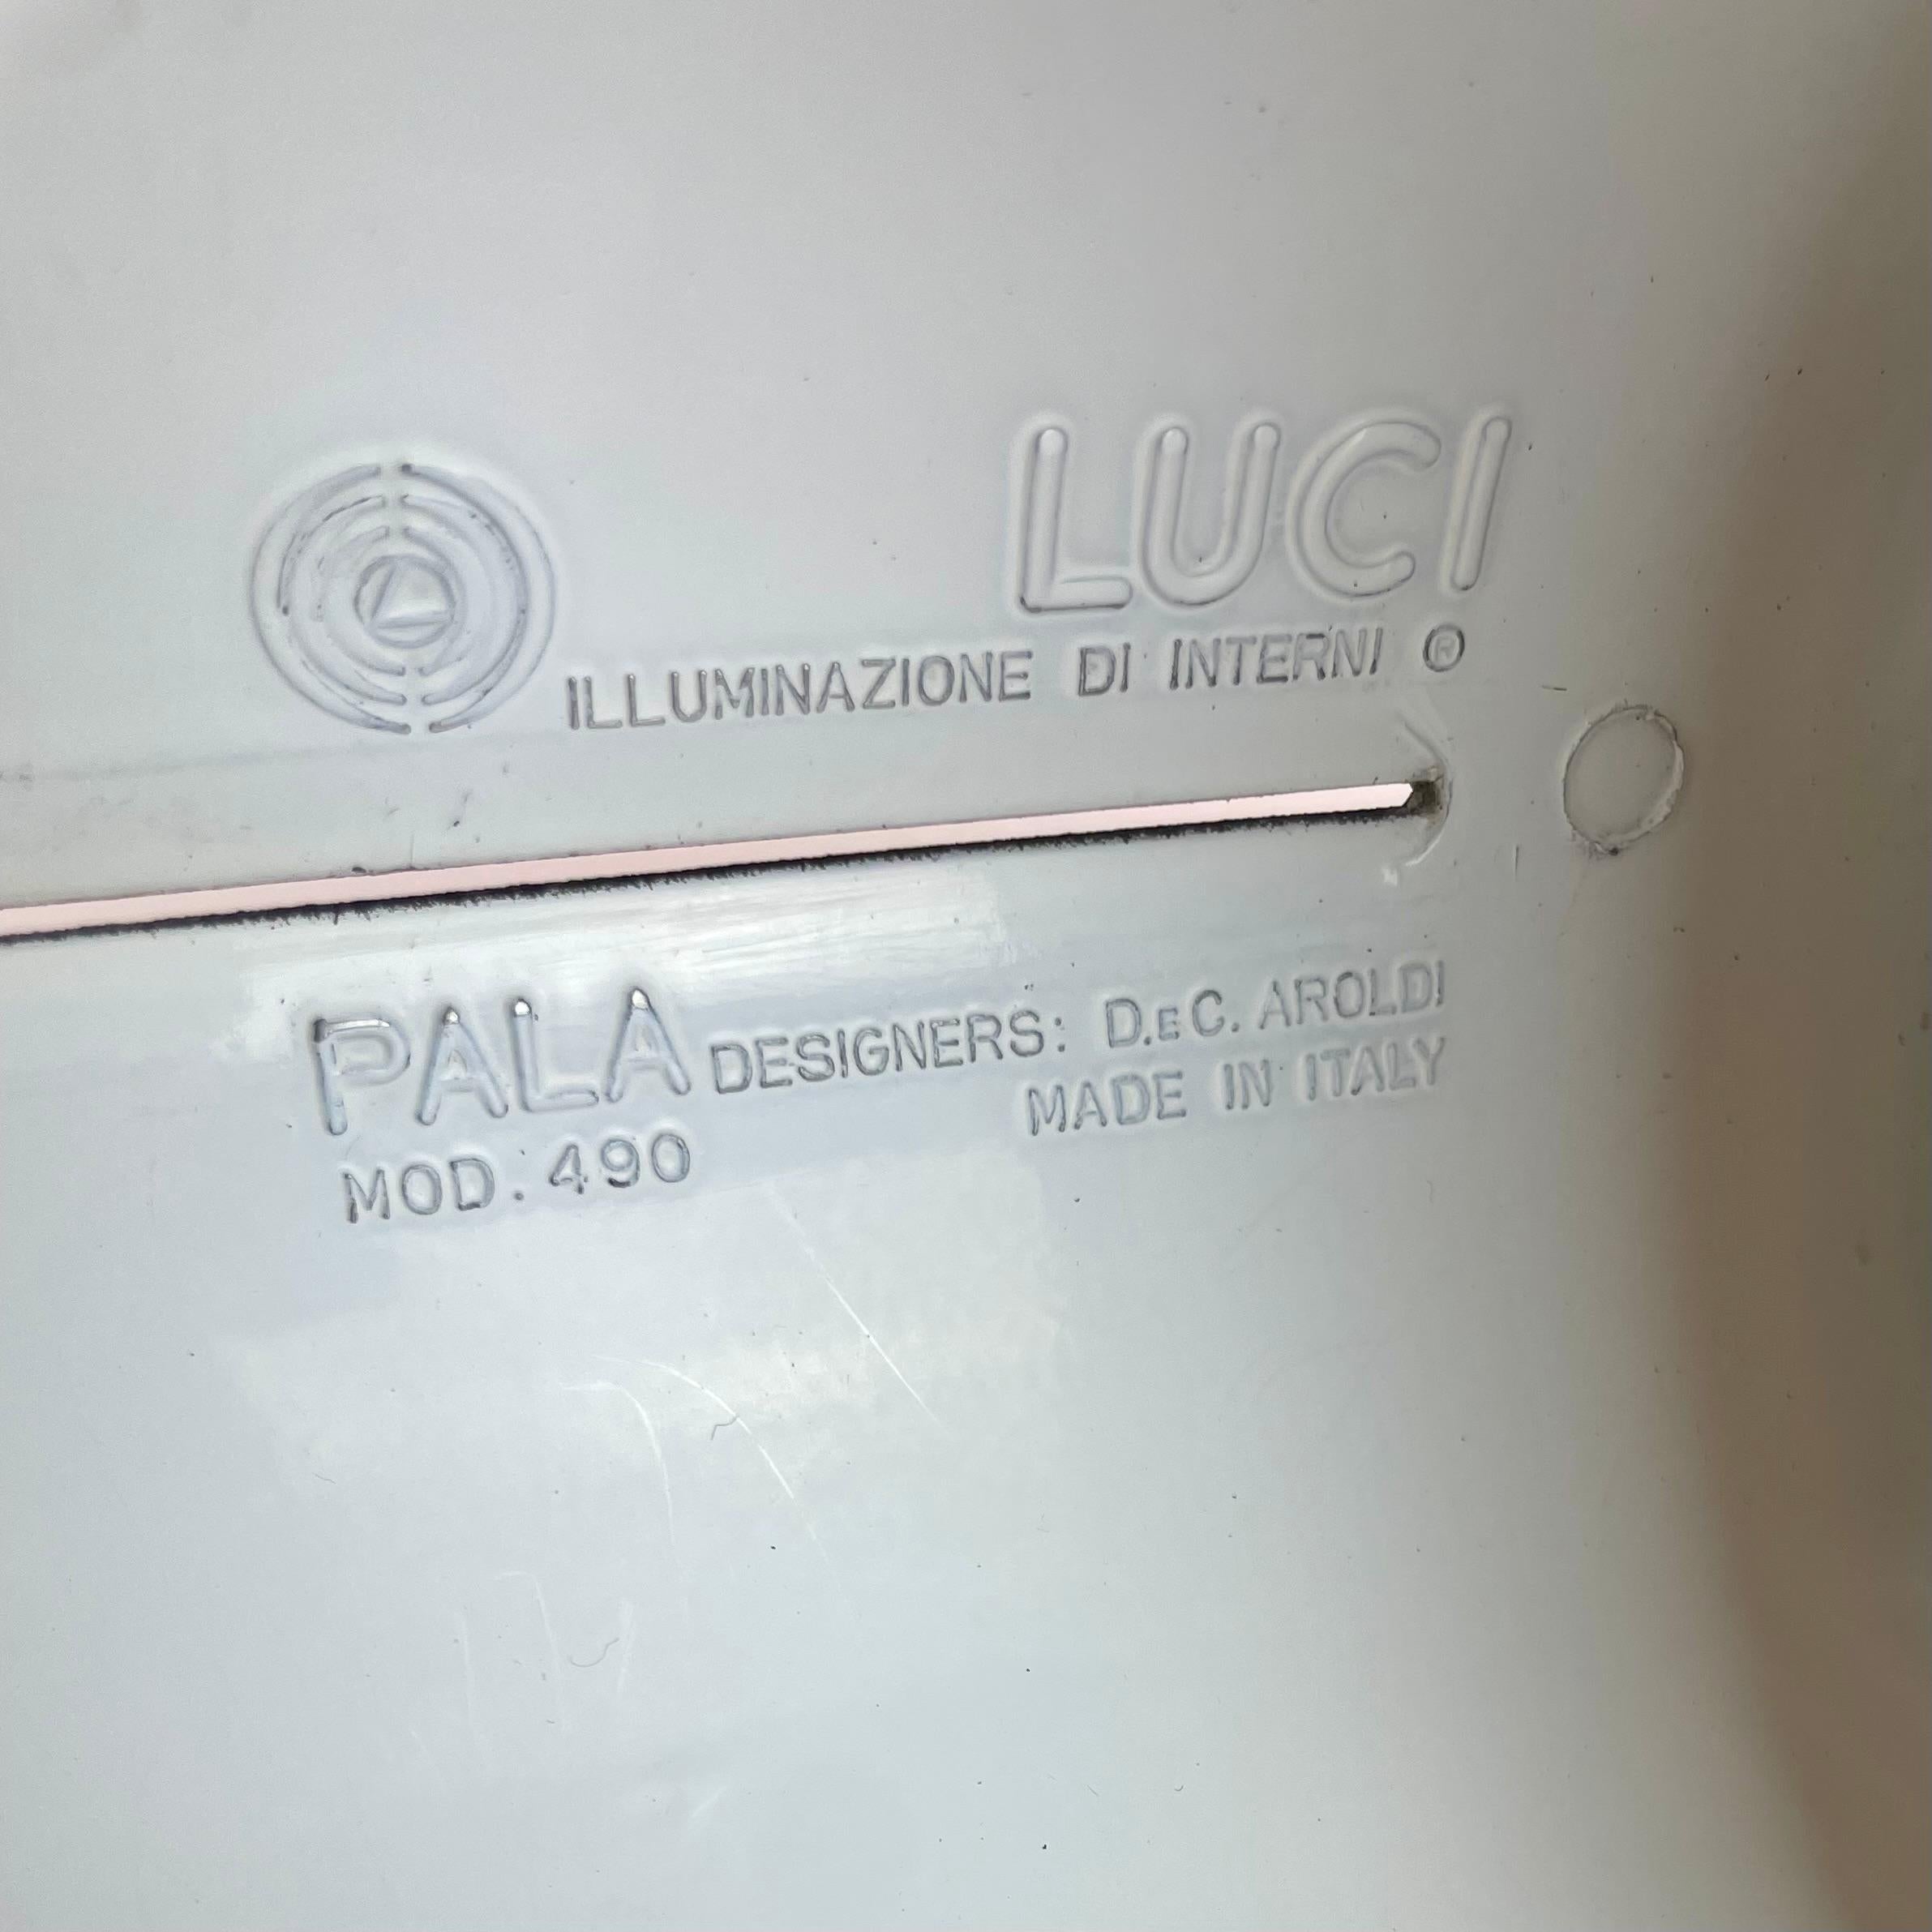 LUCI
ILLUMINAZIONE DI INTERNI ®
PALA DESIGNERS: D.EC. AROLDI
MADE IN ITALY
MOD. 490